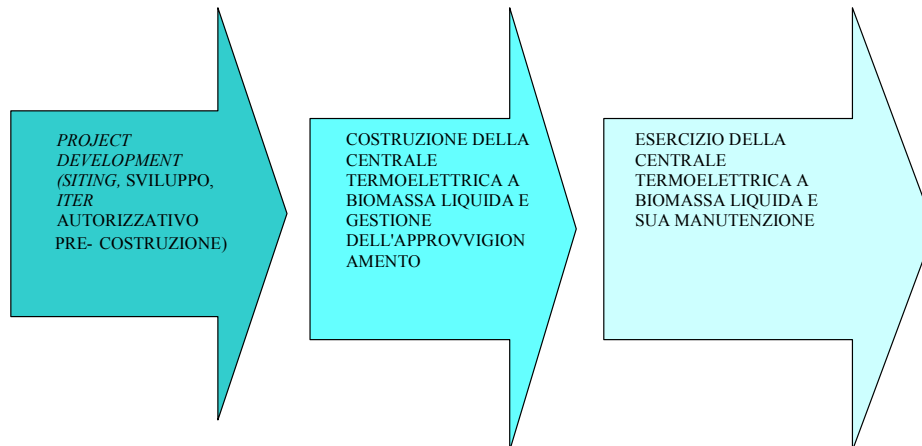 PROJECT
DEVELOPMENT
(SITING, SVILUPPO,
ITER
AUTORIZZATIVO
PRE- COSTRUZIONE)
COSTRUZIONE DELLA
CENTRALE
TERMOELETTRICA A
BIOMASSA LIQUIDA E
GESTIONE
DELL'APPROVVIGION
AMENTO
ESERCIZIO DELLA
CENTRALE
TERMOELETTRICA A
BIOMASSA LIQUIDA E
SUA MANUTENZIONE